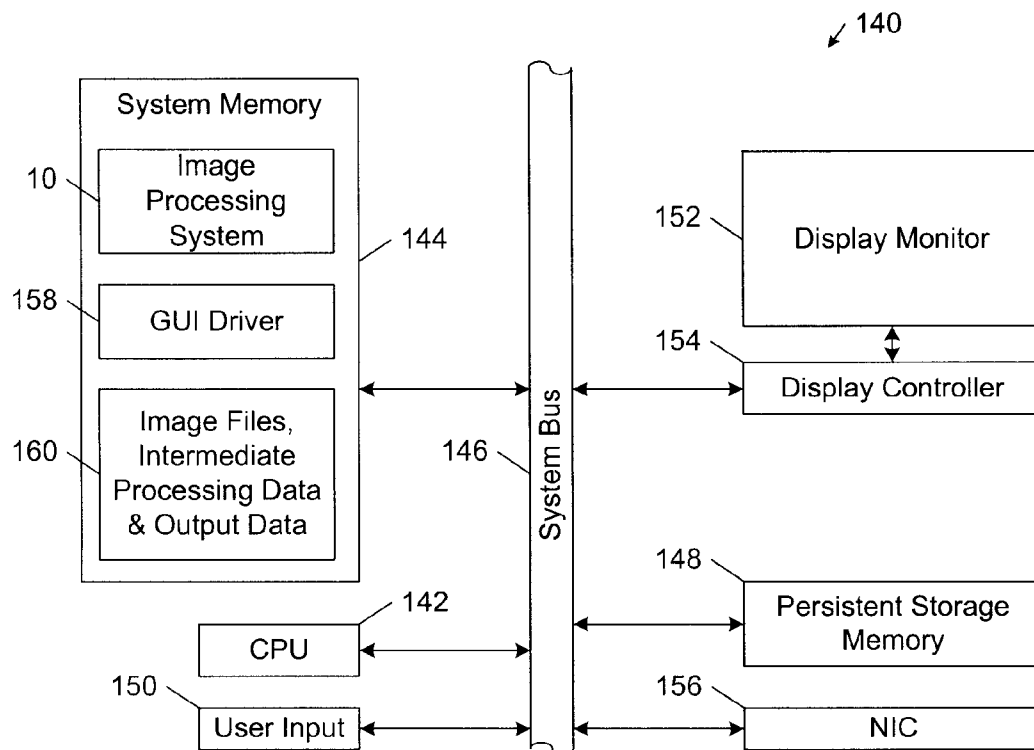 140
System Memory
10
Image
Processing
System
144
158
GUI Driver
160
Image Files,
Intermediate
Processing Data
& Output Data
142
CPU
150
User Input
146
System Bus
152
Display Monitor
154
Display Controller
148
Persistent Storage
Memory
156
NIC